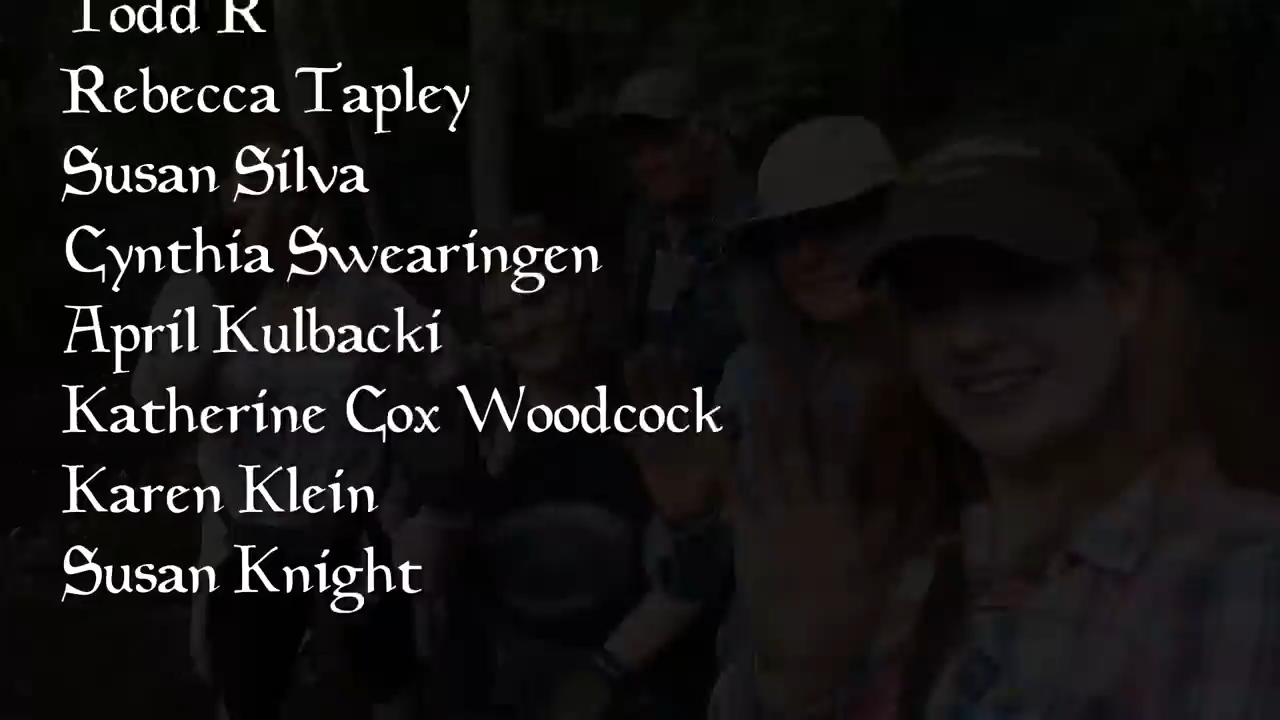 Todd R
Rebecca Tapley
Susan Silva
Cynthia Swearingen
April Kulbacki
Katherine Cox Woodcock
Karen Klein
Susan Knight